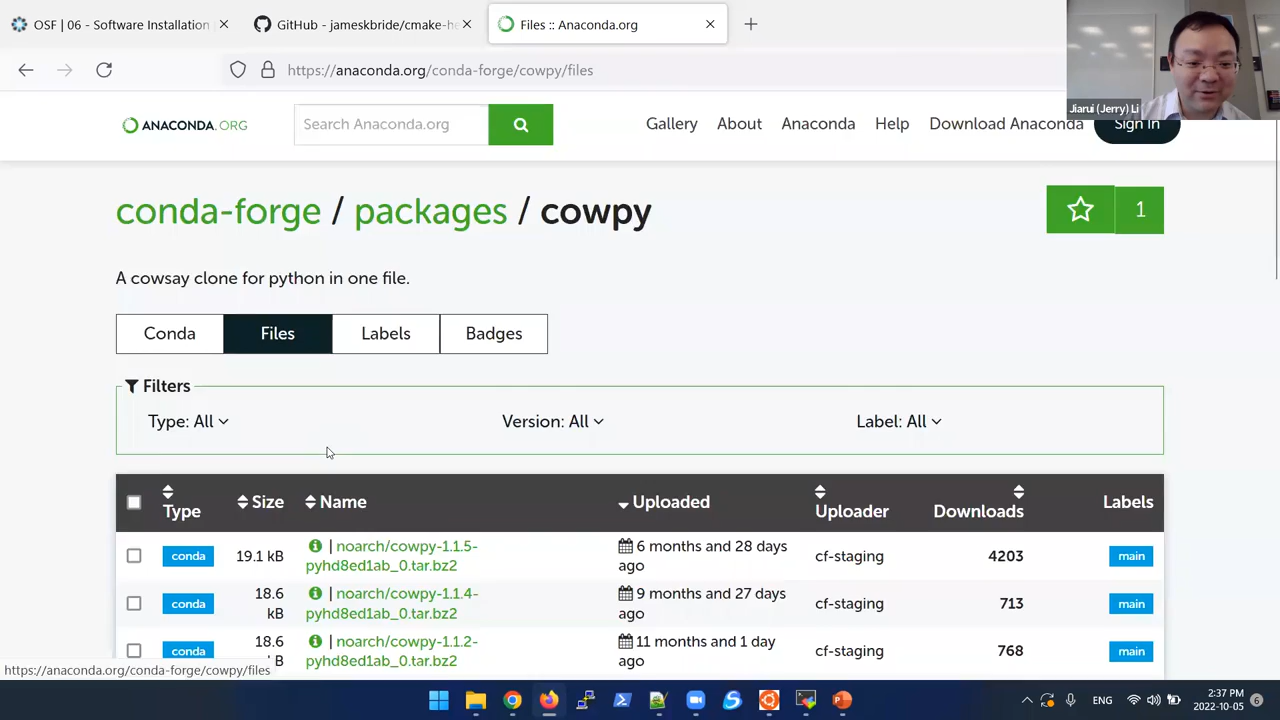 OSF | 06 - Software Installation
GitHub - jameskbride/cmake-he
Files :: Anaconda.org
https://anaconda.org/conda-forge/cowpy/files
Jiarui (Jerry) Li
ANACONDA.ORG
Search Anaconda.org
Gallery
About
Anaconda
Help
Download Anaconda
Sign In
conda-forge / packages / cowpy
1
A cowsay clone for python in one file.
Conda
Files
Labels
Badges
Filters
Type: All
Version: All
Label: All
Type
Size
Name
Uploaded
Uploader
Downloads
Labels
conda
19.1 kB
| noarch/cowpy-1.1.5-
pyhd8ed1ab_0.tar.bz2
6 months and 28 days
ago
cf-staging
4203
main
conda
18.6
kB
| noarch/cowpy-1.1.4-
pyhd8ed1ab_0.tar.bz2
9 months and 27 days
ago
cf-staging
713
main
conda
18.6
| noarch/cowpy-1.1.2-
pyhd8ed1ab_0.tar.bz2
11 months and 1 day
ago
cf-staging
768
main
https://anaconda.org/conda-forge/cowpy/files
ENG
2:37 PM
2022-10-05
6